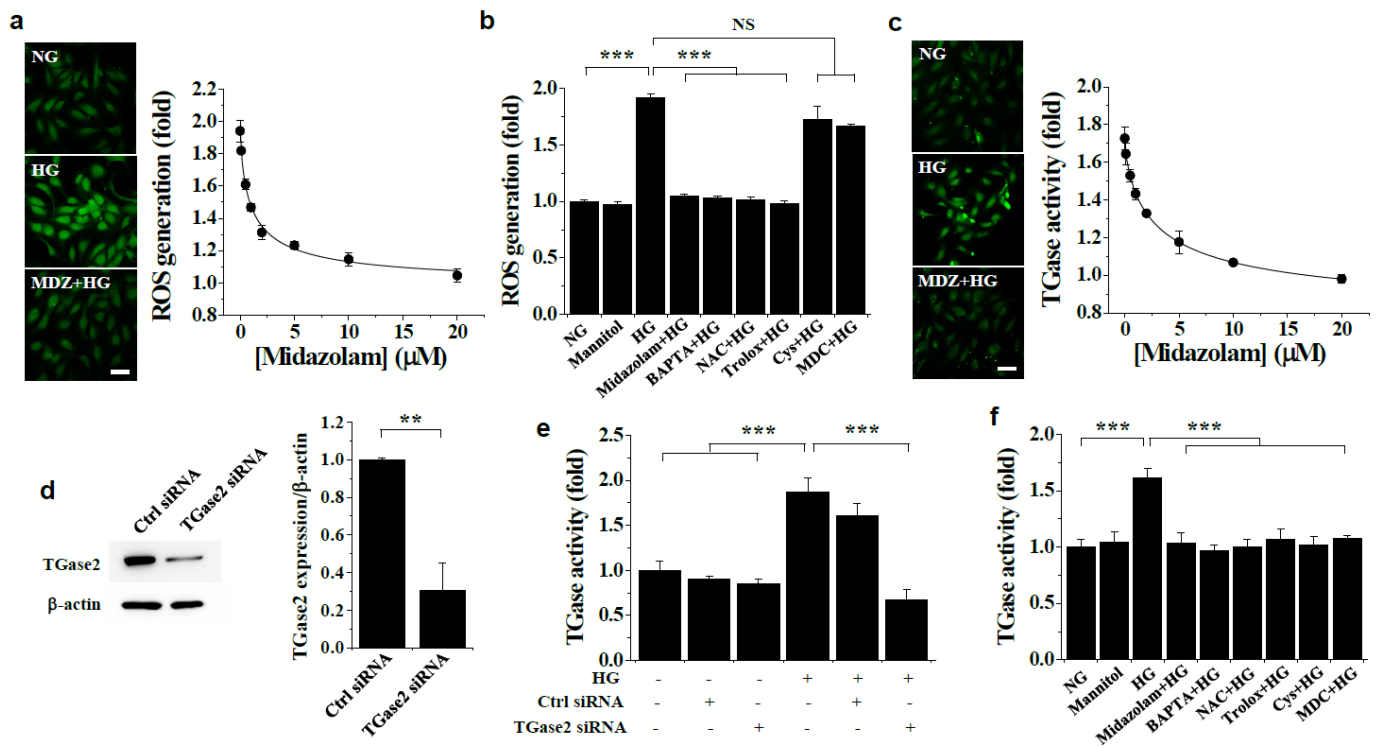 a
NG
HG
MDZ+HG
ROS generation (fold)
2.2
2.0
1.8
1.6
1.4
1.2
1.0
0.8
0
5
10
15
20
[Midazolam] (μM)
b
NS
***
***
ROS generation (fold)
2.0
1.5
1.0
0.5
0.0
NG
Mannitol
HG
Midazolam+HG
BAPTA+HG
NAC+HG
Trolox+HG
Cys+HG
MDC+HG
c
NG
HG
MDZ+HG
TGase activity (fold)
1.8
1.6
1.4
1.2
1.0
0.8
0
5
10
15
20
[Midazolam] (μM)
d
Ctrl siRNA
TGase2 siRNA
TGase2
β-actin
TGase2 expression/β-actin
1.2
1.0
0.8
0.6
0.4
0.2
0.0
**
Ctrl siRNA
TGase2 siRNA
e
***
***
TGase activity (fold)
2.5
2.0
1.5
1.0
0.5
0.0
HG - - - + + +
Ctrl siRNA - + - - + -
TGase2 siRNA - - + - - +
f
***
***
TGase activity (fold)
2.0
1.5
1.0
0.5
0.0
NG
Mannitol
HG
Midazolam+HG
BAPTA+HG
NAC+HG
Trolox+HG
Cys+HG
MDC+HG